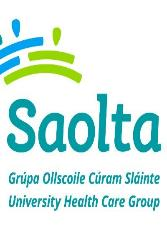 Saolta
Grúpa Ollscoile Cúram Sláinte
University Health Care Group